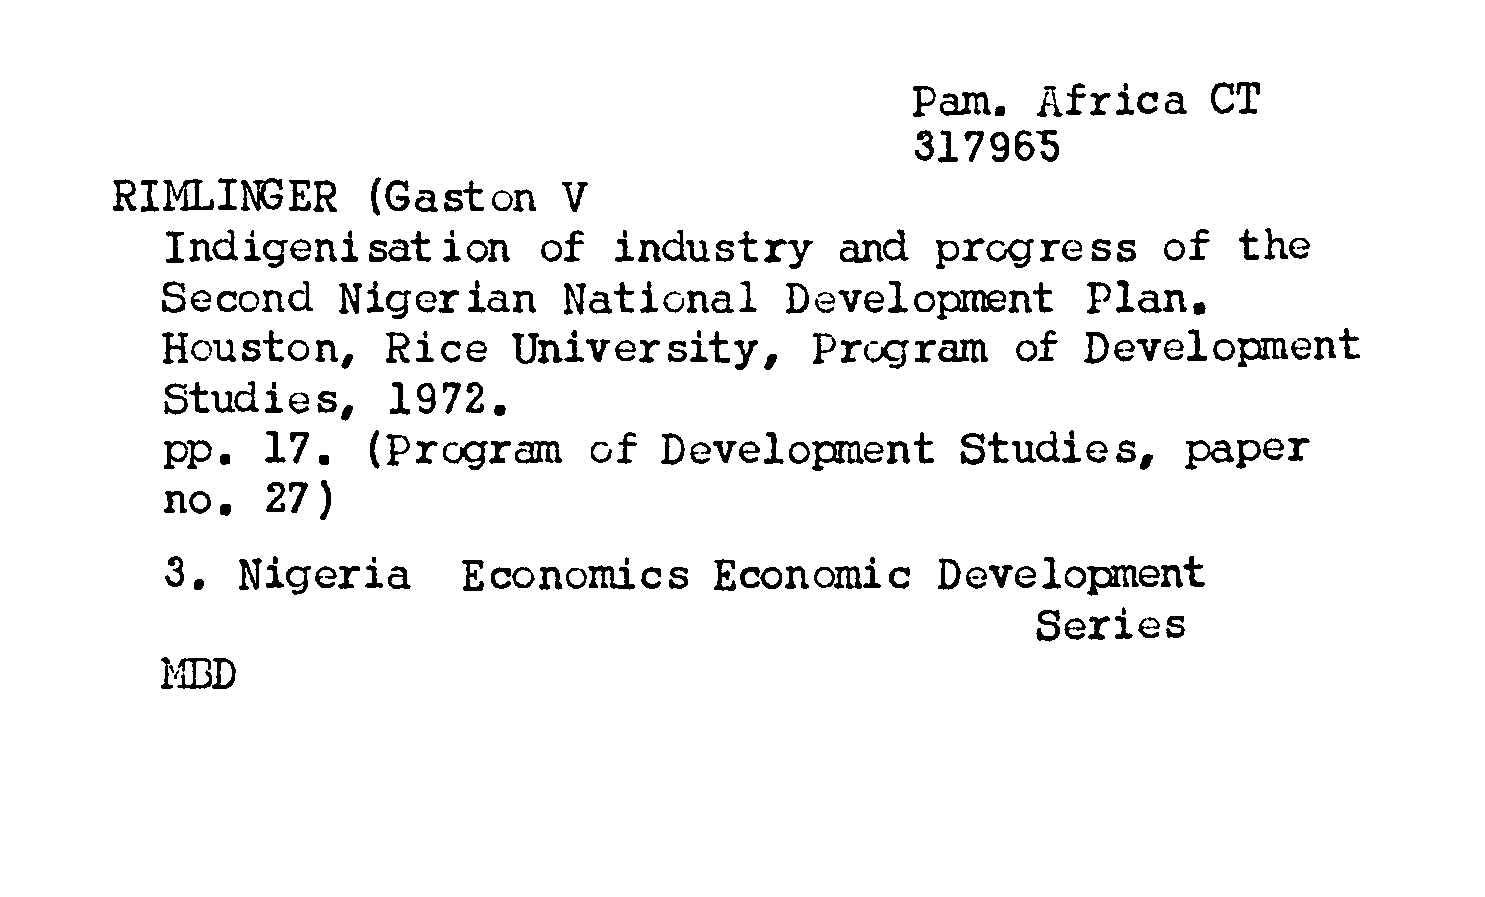 Pam. Africa CT
317965
RIMLINGER (Gaston V
Indigenisation of industry and progress of the
Second Nigerian National Development Plan.
Houston, Rice University, Program of Development
Studies, 1972.
pp. 17. (Program of Development Studies, paper
no. 27)
3. Nigeria Economics Economic Development
Series
MBD